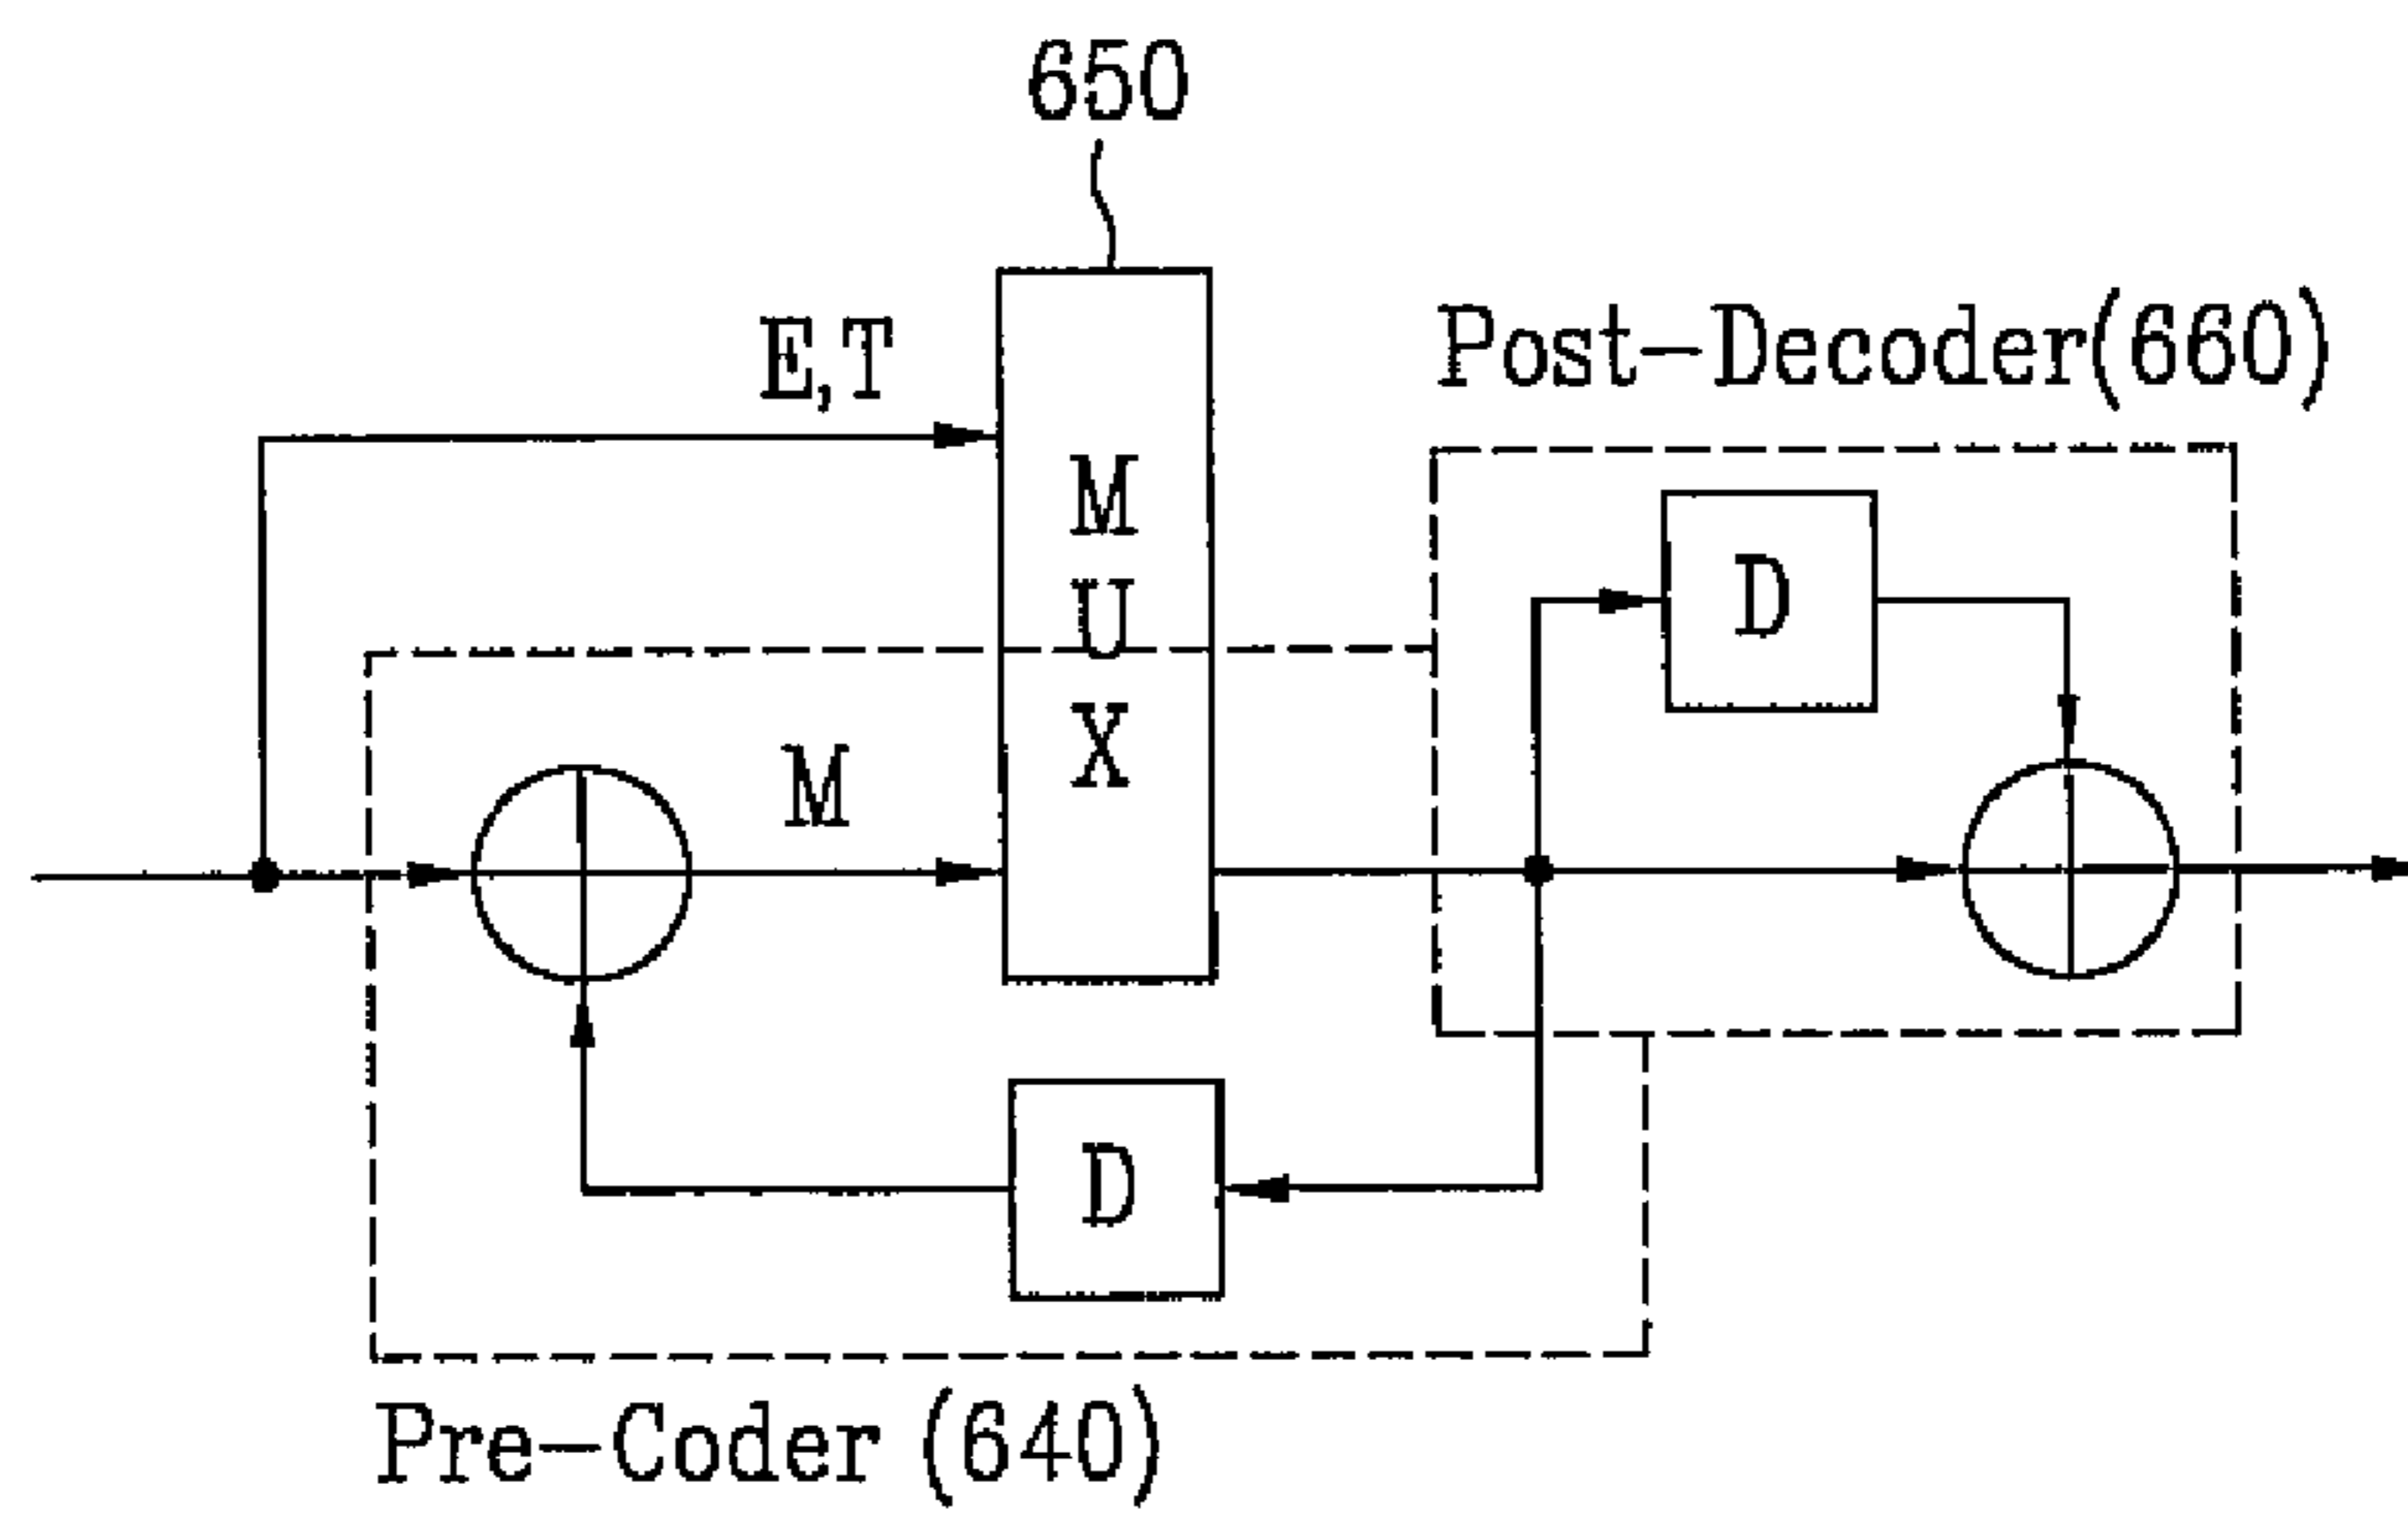 650
E,T
Post-Decoder(660)
M
U
X
D
M
D
Pre-Coder (640)